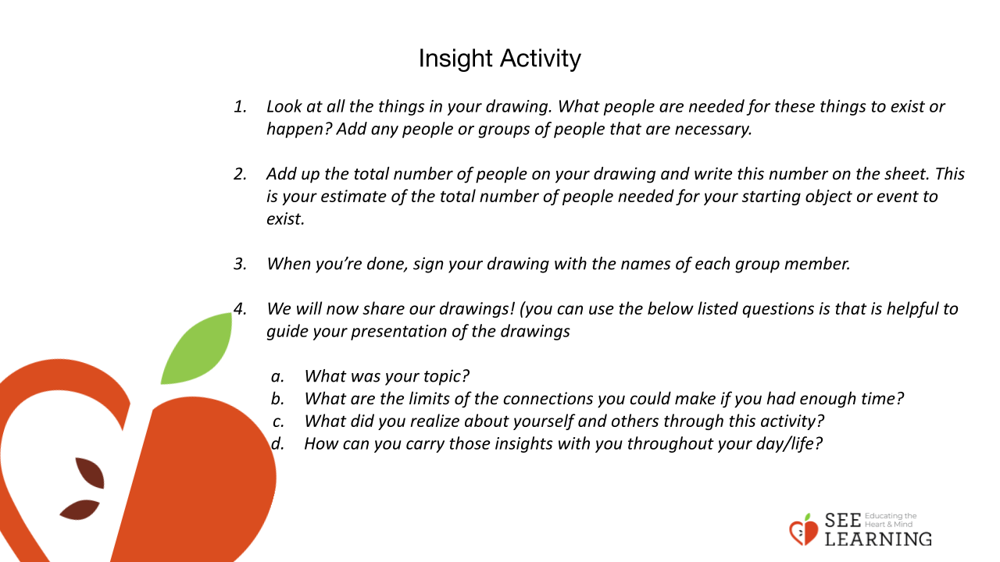 Insight Activity
1. Look at all the things in your drawing. What people are needed for these things to exist or
happen? Add any people or groups of people that are necessary.
2. Add up the total number of people on your drawing and write this number on the sheet. This
is your estimate of the total number of people needed for your starting object or event to
exist.
3. When you’re done, sign your drawing with the names of each group member.
4. We will now share our drawings! (you can use the below listed questions is that is helpful to
guide your presentation of the drawings
a. What was your topic?
b. What are the limits of the connections you could make if you had enough time?
c. What did you realize about yourself and others through this activity?
d. How can you carry those insights with you throughout your day/life?
SEE
Educating the
Heart & Mind
LEARNING